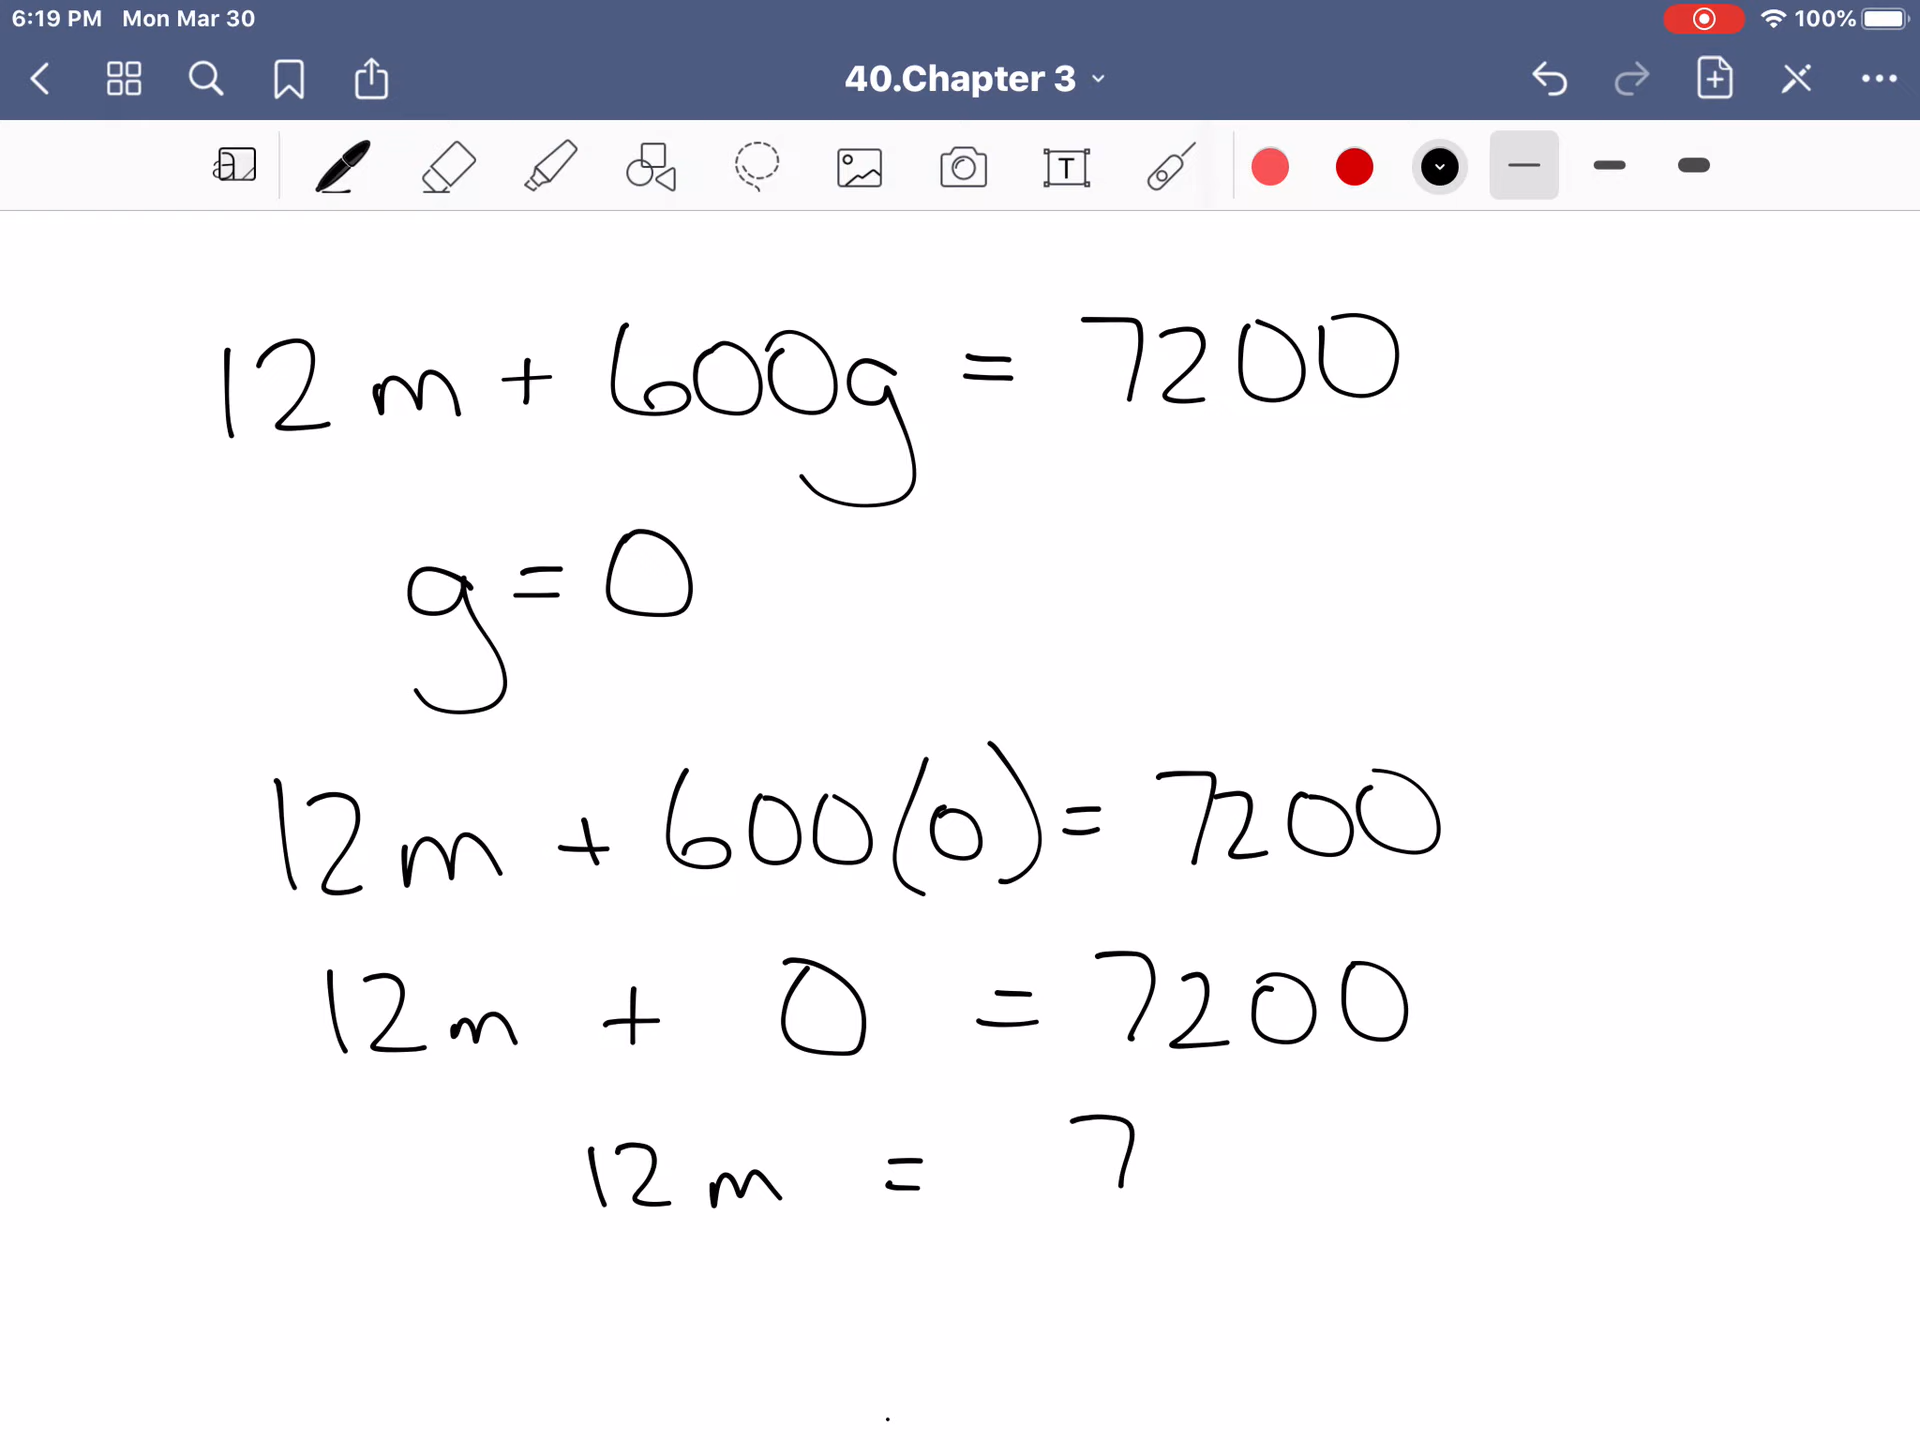 6:19 PM Mon Mar 30 100%
40.Chapter 3
T
12m + 600g = 7200
g = 0
12m + 600(0) = 7200
12m + 0 = 7200
12m = 7